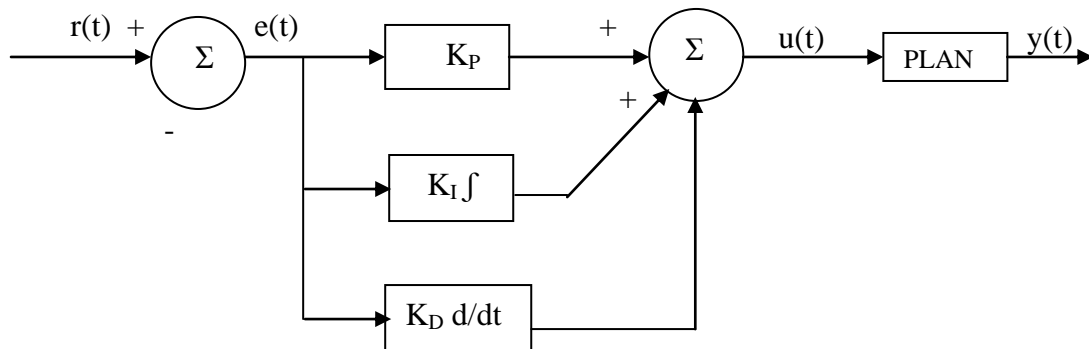 r(t) +
e(t)
K_P
+
Σ
u(t)
y(t)
Σ
PLAN
-
+
K_I ∫
K_D d/dt